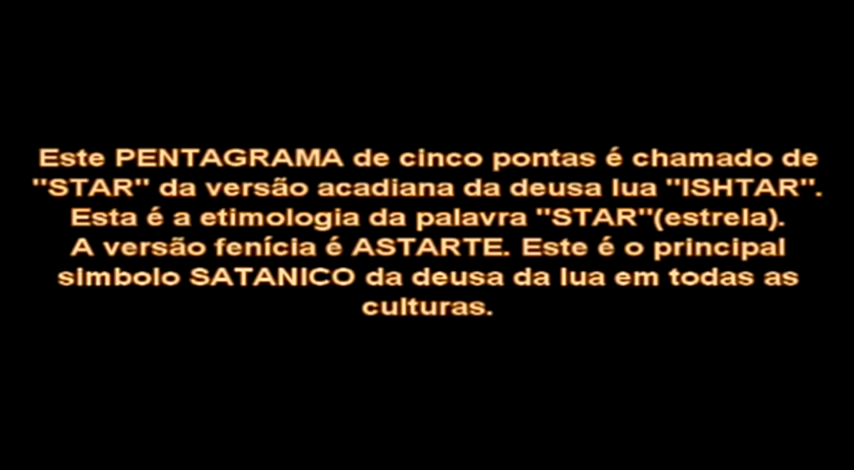 Este PENTAGRAMA de cinco pontas é chamado de
"STAR" da versão acadiana da deusa lua "ISHTAR".
Esta é a etimologia da palavra "STAR"(estrela).
A versão fenícia é ASTARTE. Este é o principal
simbolo SATANICO da deusa da lua em todas as
culturas.